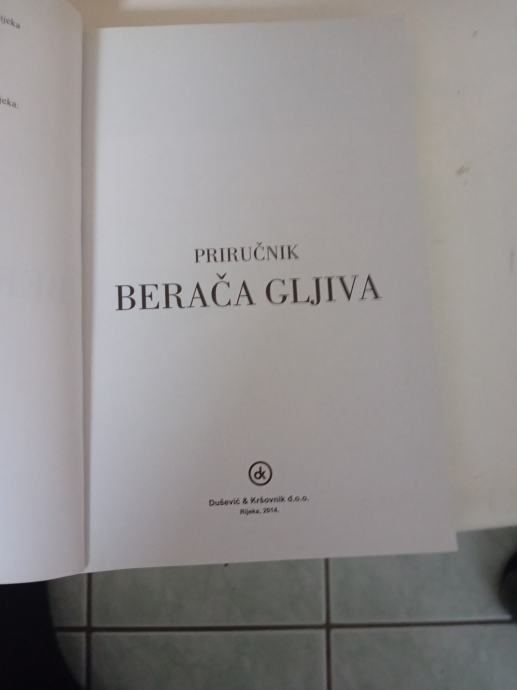 PRIRUČNIK
BERAČA GLJIVA
dk
Dušević & Kršovnik d.o.o.
Rijeka, 2014.